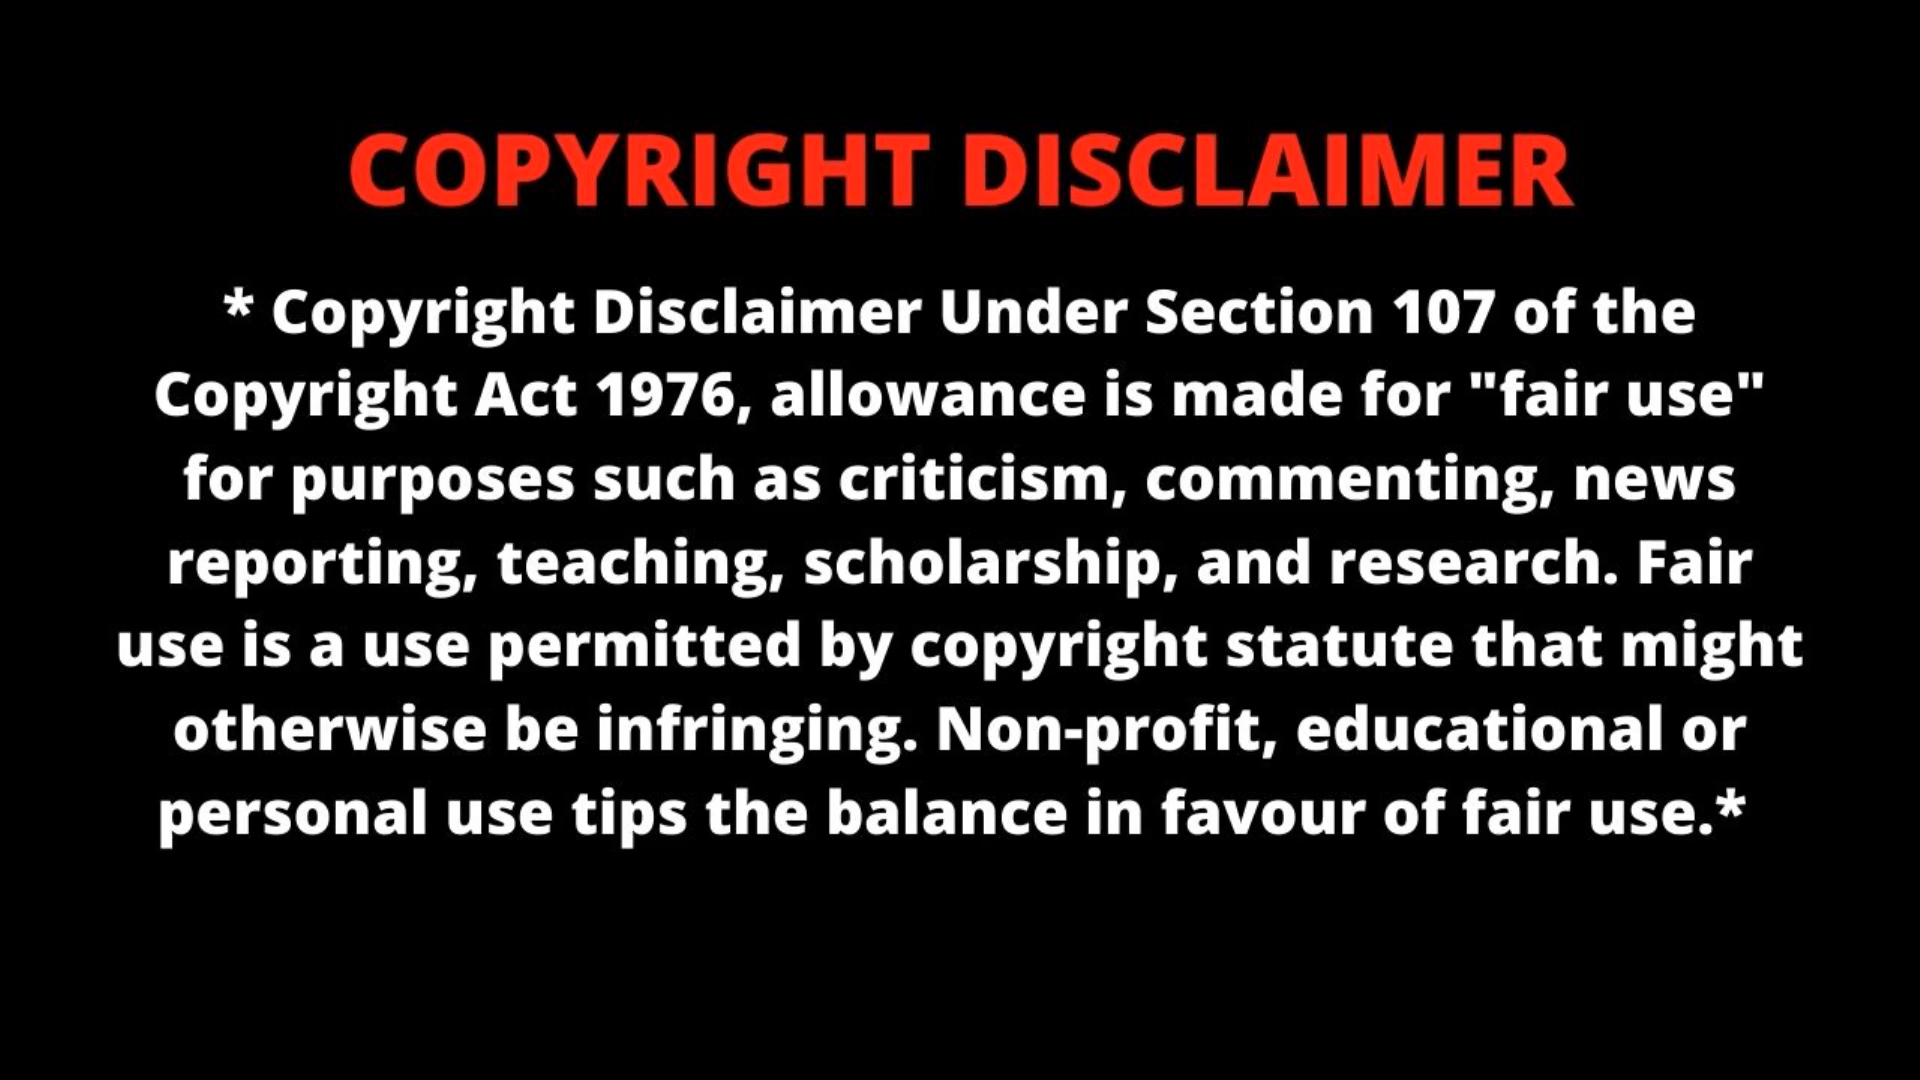 COPYRIGHT DISCLAIMER
* Copyright Disclaimer Under Section 107 of the
Copyright Act 1976, allowance is made for "fair use"
for purposes such as criticism, commenting, news
reporting, teaching, scholarship, and research. Fair
use is a use permitted by copyright statute that might
otherwise be infringing. Non-profit, educational or
personal use tips the balance in favour of fair use.*